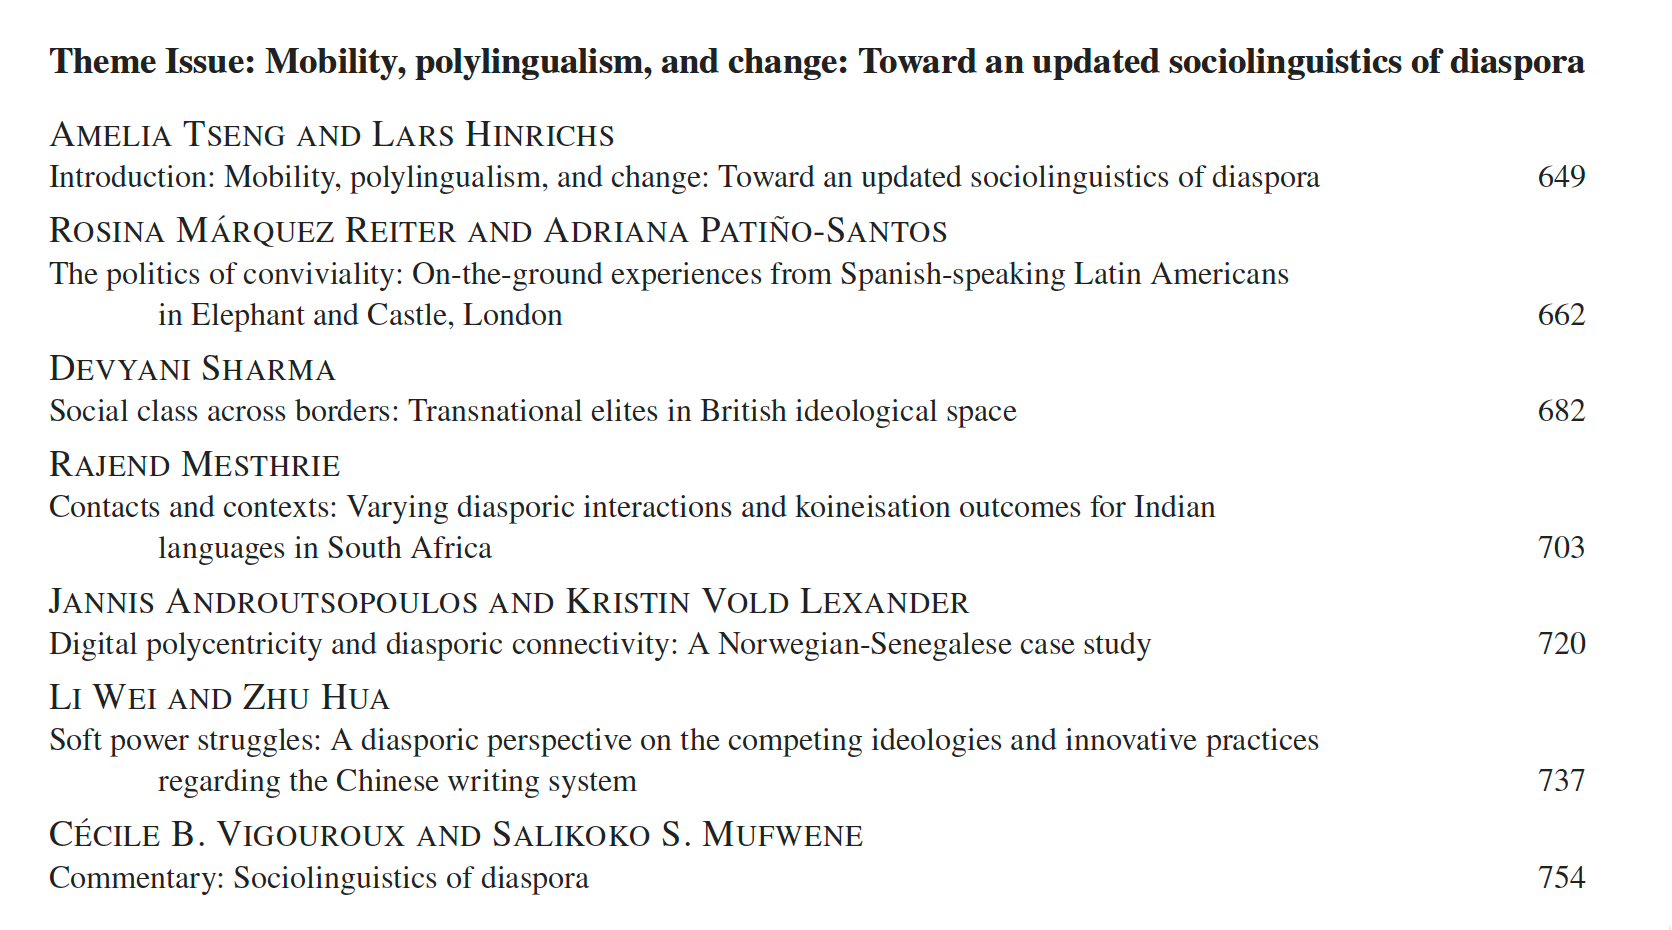 Theme Issue: Mobility, polylingualism, and change: Toward an updated sociolinguistics of diaspora
AMELIA TSENG AND LARS HINRICHS
Introduction: Mobility, polylingualism, and change: Toward an updated sociolinguistics of diaspora 649
ROSINA MÁRQUEZ REITER AND ADRIANA PATIÑO-SANTOS
The politics of conviviality: On-the-ground experiences from Spanish-speaking Latin Americans
in Elephant and Castle, London 662
DEVYANI SHARMA
Social class across borders: Transnational elites in British ideological space 682
RAJEND MESTHRIE
Contacts and contexts: Varying diasporic interactions and koineisation outcomes for Indian
languages in South Africa 703
JANNIS ANDROUTSOPOULOS AND KRISTIN VOLD LEXANDER
Digital polycentricity and diasporic connectivity: A Norwegian-Senegalese case study 720
LI WEI AND ZHU HUA
Soft power struggles: A diasporic perspective on the competing ideologies and innovative practices
regarding the Chinese writing system 737
CÉCILE B. VIGOUROUX AND SALIKOKO S. MUFWENE
Commentary: Sociolinguistics of diaspora 754